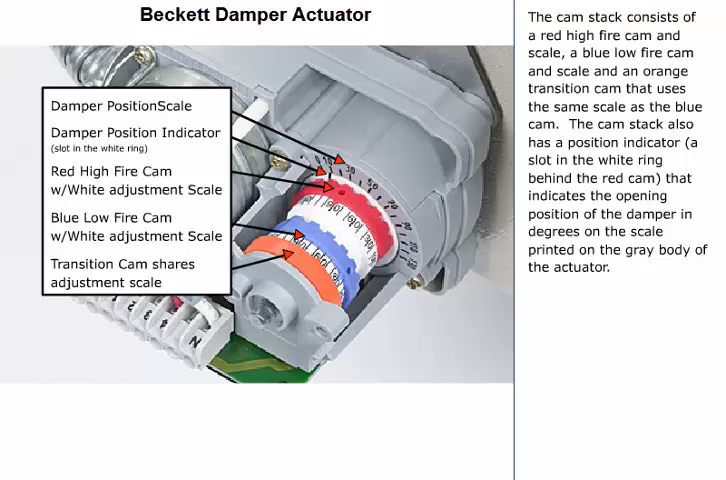 Beckett Damper Actuator
Damper PositionScale
Damper Position Indicator
(slot in the white ring)
Red High Fire Cam
w/White adjustment Scale
Blue Low Fire Cam
w/White adjustment Scale
Transition Cam shares
adjustment scale
The cam stack consists of
a red high fire cam and
scale, a blue low fire cam
and scale and an orange
transition cam that uses
the same scale as the blue
cam. The cam stack also
has a position indicator (a
slot in the white ring
behind the red cam) that
indicates the opening
position of the damper in
degrees on the scale
printed on the gray body of
the actuator.
0 10 30 50 70
N